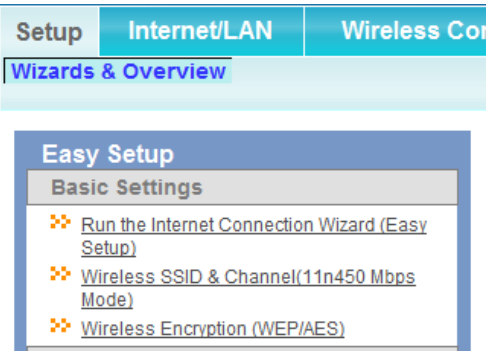 Setup Internet/LAN Wireless Cor
Wizards & Overview
Easy Setup
Basic Settings
Run the Internet Connection Wizard (Easy
Setup)
Wireless SSID & Channel(11n450 Mbps
Mode)
Wireless Encryption (WEP/AES)